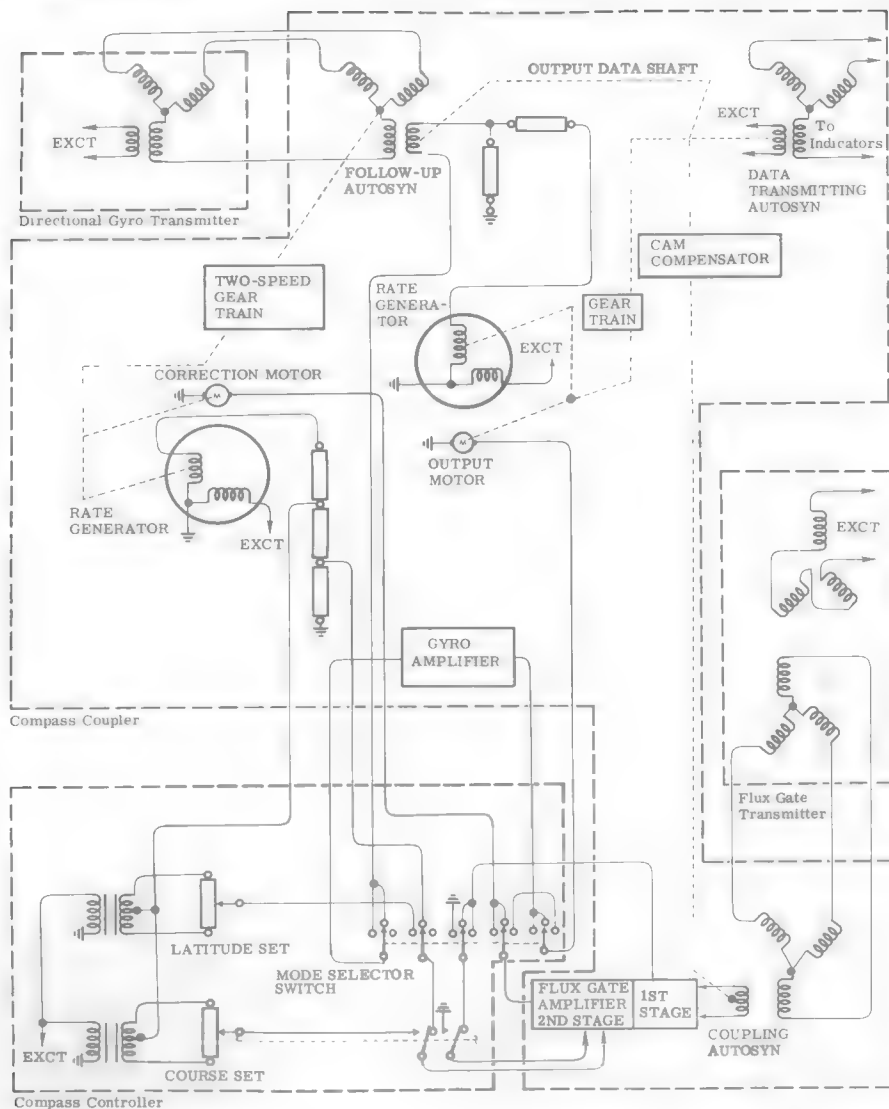 OUTPUT DATA SHAFT
EXCT
EXCT
To
Indicators
FOLLOW-UP
AUTOSYN
DATA
TRANSMITTING
AUTOSYN
Directional Gyro Transmitter
CAM
COMPENSATOR
TWO-SPEED
GEAR
TRAIN
RATE
GENERA-
TOR
GEAR
TRAIN
EXCT
CORRECTION MOTOR
M
M
OUTPUT
MOTOR
RATE
GENERATOR
EXCT
EXCT
GYRO
AMPLIFIER
Compass Coupler
Flux Gate
Transmitter
LATITUDE SET
MODE SELECTOR
SWITCH
FLUX GATE
AMPLIFIER
2ND STAGE
1ST
STAGE
COUPLING
AUTOSYN
EXCT
COURSE SET
Compass Controller